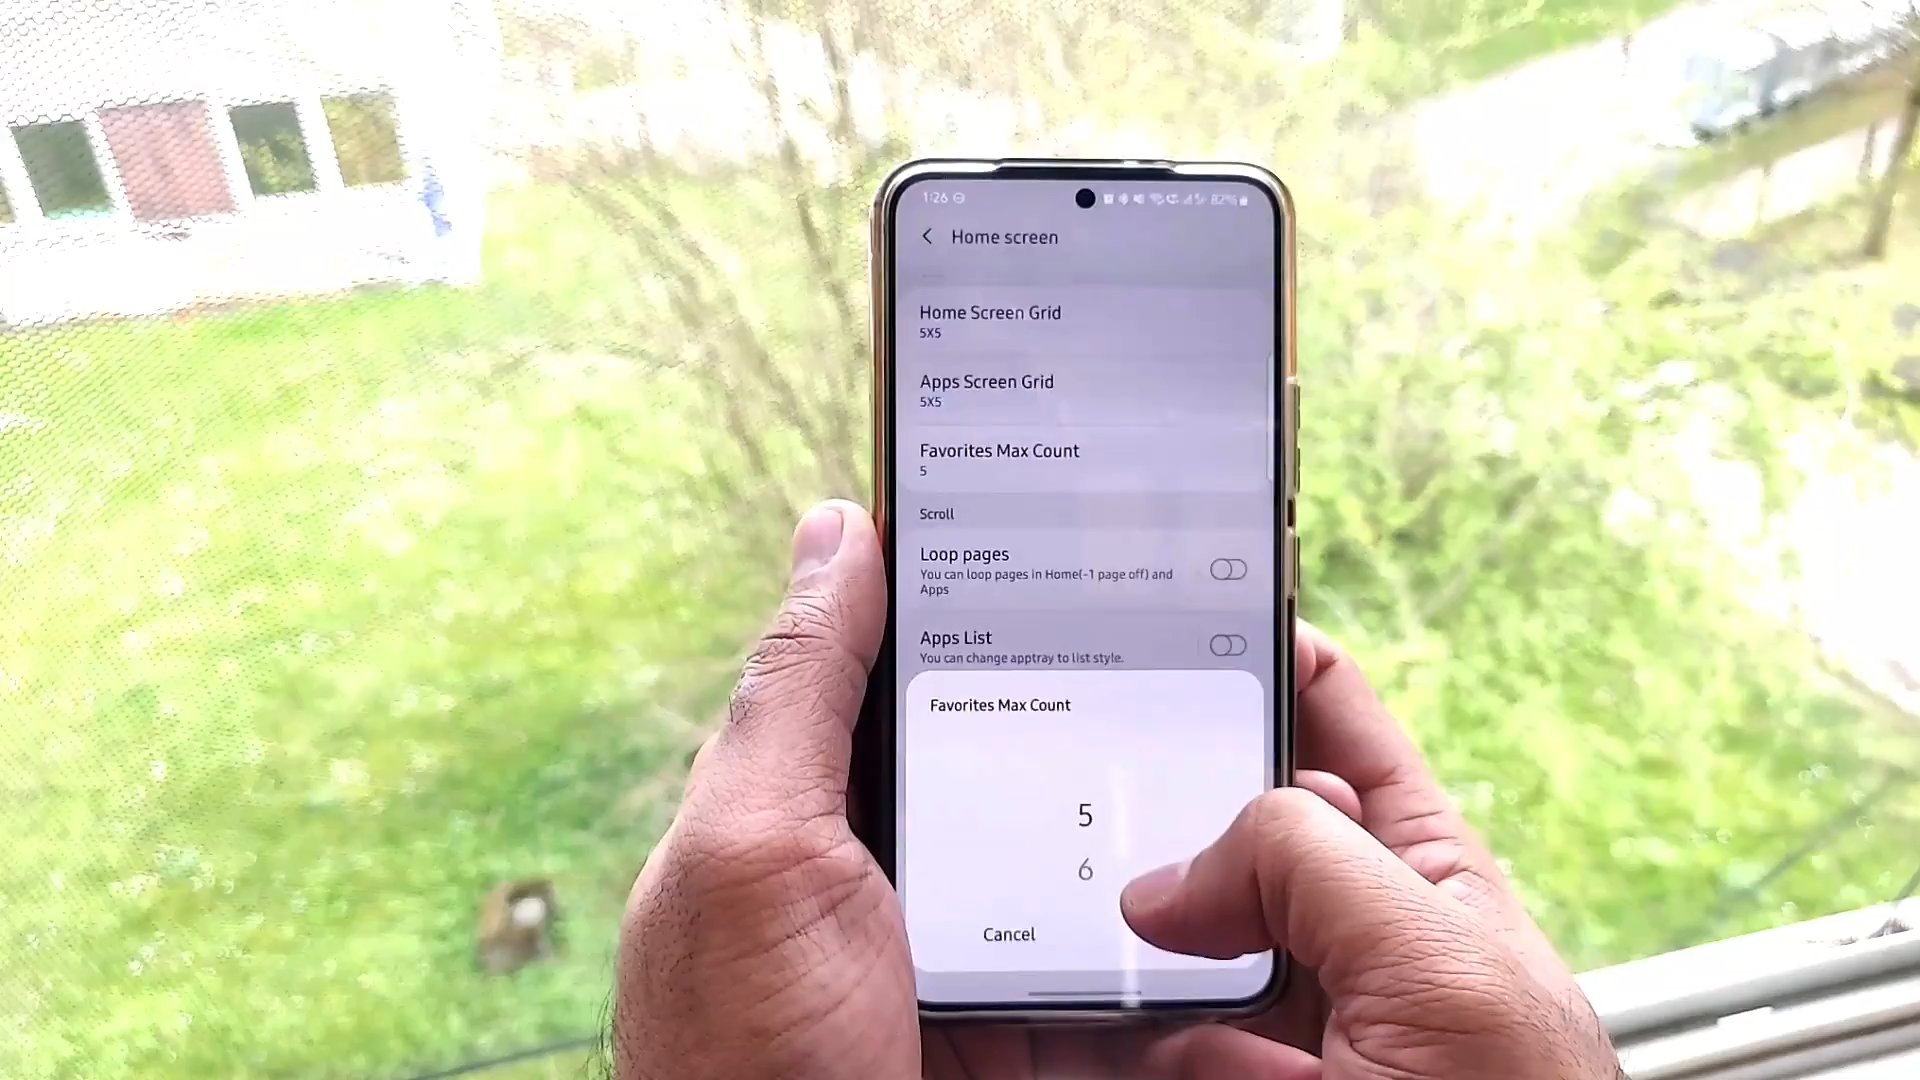 1:26
82%
Home screen
Home Screen Grid
5X5
Apps Screen Grid
5X5
Favorites Max Count
5
Scroll
Loop pages
You can loop pages in Home(-1 page off) and
Apps
Apps List
You can change apptray to list style.
Favorites Max Count
5
6
Cancel